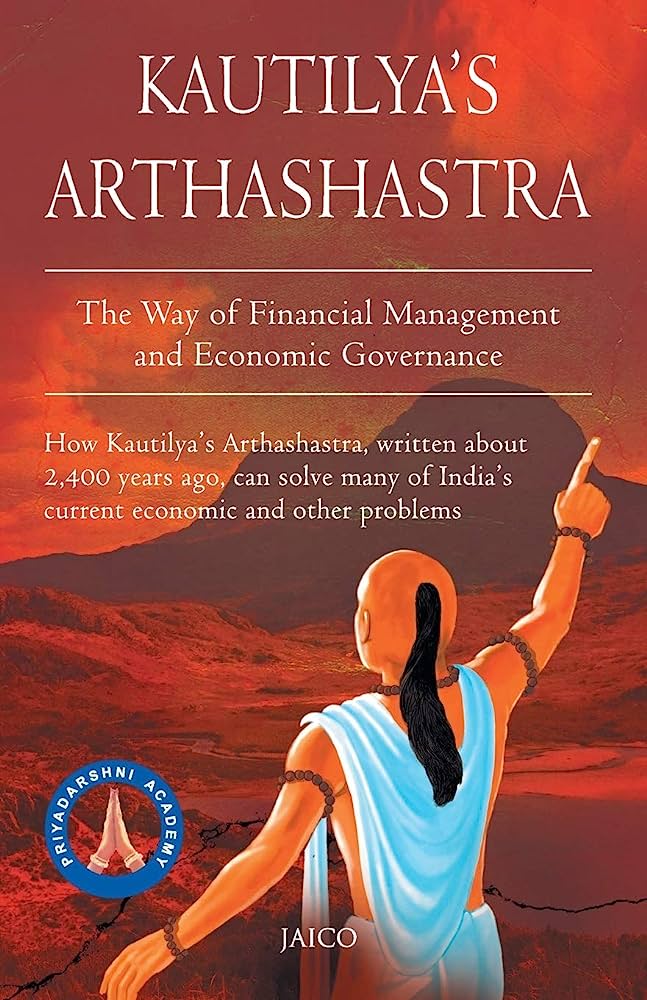 KAUTILYA'S
ARTHASHASTRA
The Way of Financial Management
and Economic Governance
How Kautilya's Arthashastra, written about
2,400 years ago, can solve many of India's
current economic and other problems
PRIYADARSHNI ACADEMY
JAICO